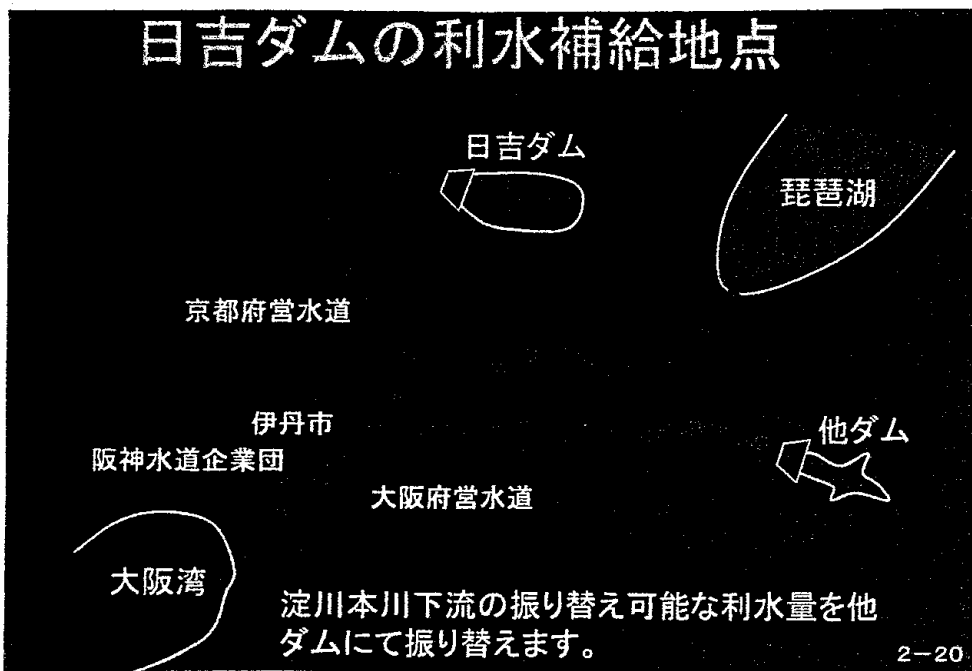 日吉ダムの利水補給地点
日吉ダム
琵琶湖
京都府営水道
伊丹市
他ダム
阪神水道企業団
大阪府営水道
大阪湾
淀川本川下流の振り替え可能な利水量を他
ダムにて振り替えます。
2-20